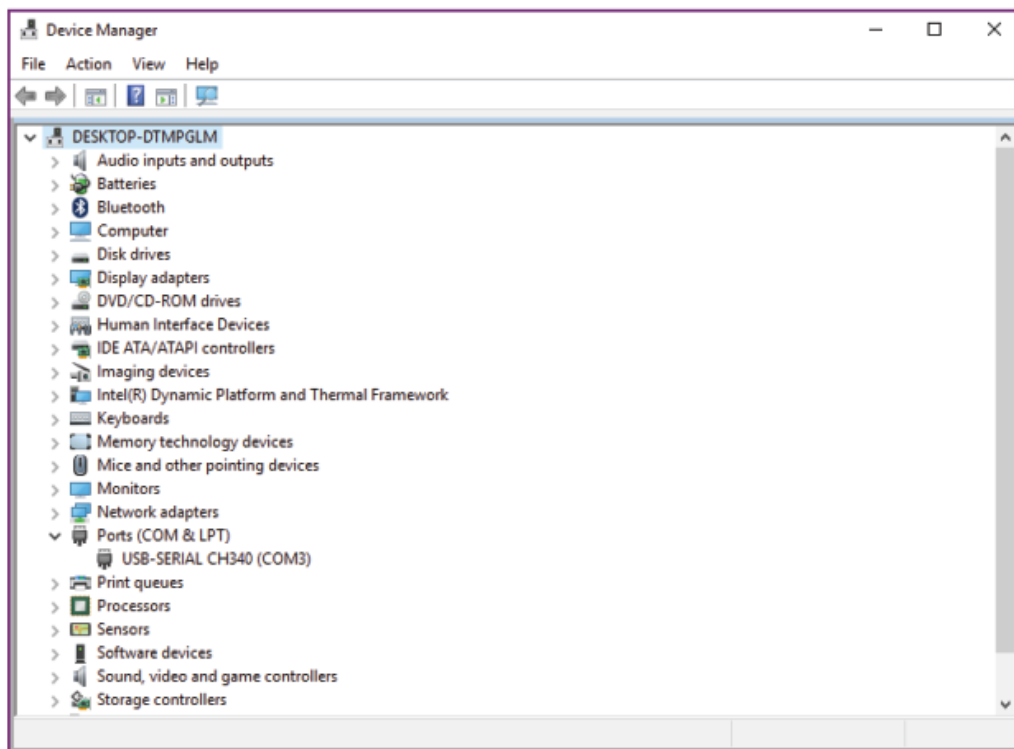 Device Manager
File Action View Help
DESKTOP-DTMPGLM
Audio inputs and outputs
Batteries
Bluetooth
Computer
Disk drives
Display adapters
DVD/CD-ROM drives
Human Interface Devices
IDE ATA/ATAPI controllers
Imaging devices
Intel(R) Dynamic Platform and Thermal Framework
Keyboards
Memory technology devices
Mice and other pointing devices
Monitors
Network adapters
Ports (COM & LPT)
USB-SERIAL CH340 (COM3)
Print queues
Processors
Sensors
Software devices
Sound, video and game controllers
Storage controllers